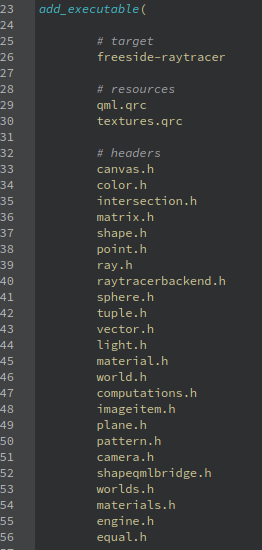 23 add_executable(
24
25 # target
26 freeside-raytracer
27
28 # resources
29 qml.qrc
30 textures.qrc
31
32 # headers
33 canvas.h
34 color.h
35 intersection.h
36 matrix.h
37 shape.h
38 point.h
39 ray.h
40 raytracerbackend.h
41 sphere.h
42 tuple.h
43 vector.h
44 light.h
45 material.h
46 world.h
47 computations.h
48 imageitem.h
49 plane.h
50 pattern.h
51 camera.h
52 shapeqmlbridge.h
53 worlds.h
54 materials.h
55 engine.h
56 equal.h